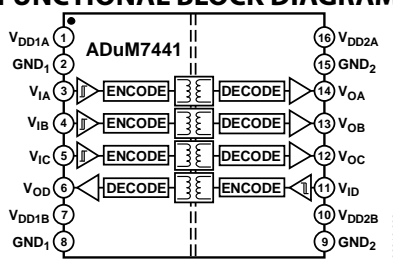 FUNCTIONAL BLOCK DIAGRAM
ADuM7441
VDD1A 1 16 VDD2A
GND1 2 15 GND2
VIA 3 ENCODE DECODE 14 VOA
VIB 4 ENCODE DECODE 13 VOB
VIC 5 ENCODE DECODE 12 VOC
VOD 6 DECODE ENCODE 11 VID
VDD1B 7 10 VDD2B
GND1 8 9 GND2